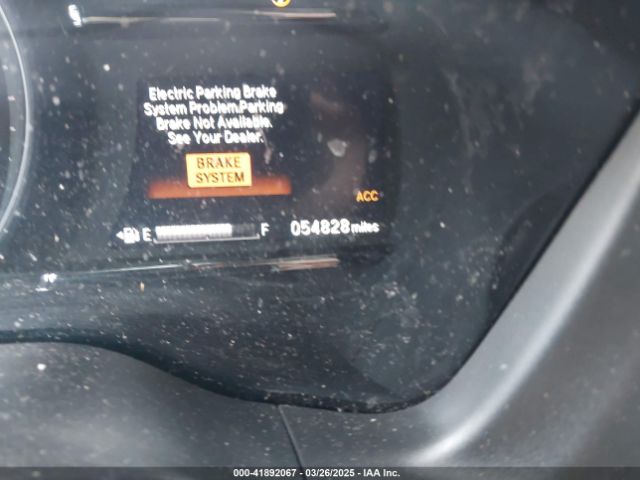 Electric Parking Brake
System Problem.Parking
Brake Not Available.
See Your Dealer.
BRAKE
SYSTEM
ACC
E F 054828 miles
000-41892067 • 03/26/2025 • IAA Inc.